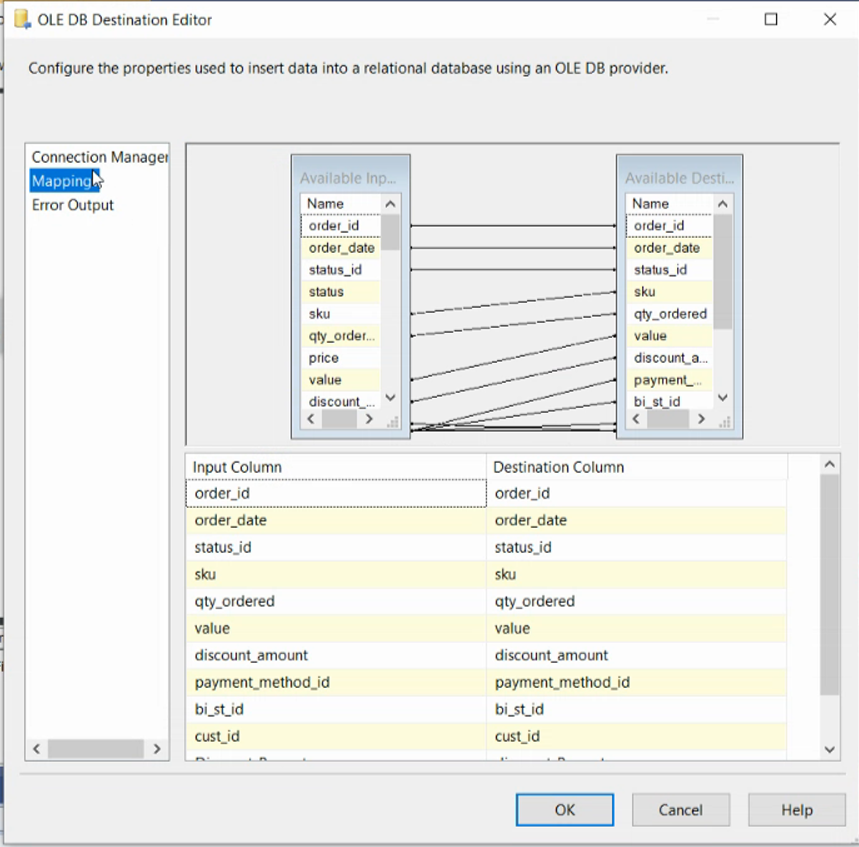 OLE DB Destination Editor
Configure the properties used to insert data into a relational database using an OLE DB provider.
Connection Manager
Mapping
Error Output
Available Inp...
Name
order_id
order_date
status_id
status
sku
qty_order...
price
value
discount_...
Available Desti...
Name
order_id
order_date
status_id
sku
qty_ordered
value
discount_a...
payment_...
bi_st_id
Input Column Destination Column
order_id order_id
order_date order_date
status_id status_id
sku sku
qty_ordered qty_ordered
value value
discount_amount discount_amount
payment_method_id payment_method_id
bi_st_id bi_st_id
cust_id cust_id
OK Cancel Help